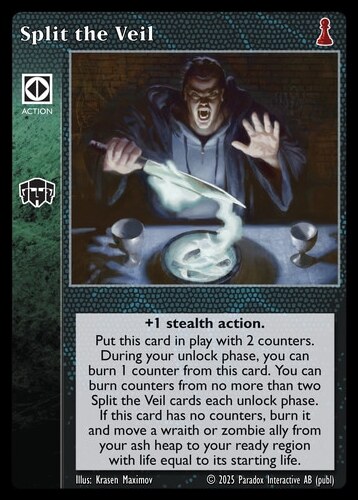 Split the Veil
ACTION
+1 stealth action.
Put this card in play with 2 counters.
During your unlock phase, you can
burn 1 counter from this card. You can
burn counters from no more than two
Split the Veil cards each unlock phase.
If this card has no counters, burn it
and move a wraith or zombie ally from
your ash heap to your ready region
with life equal to its starting life.
Illus: Krasen Maximov
© 2025 Paradox Interactive AB (publ)